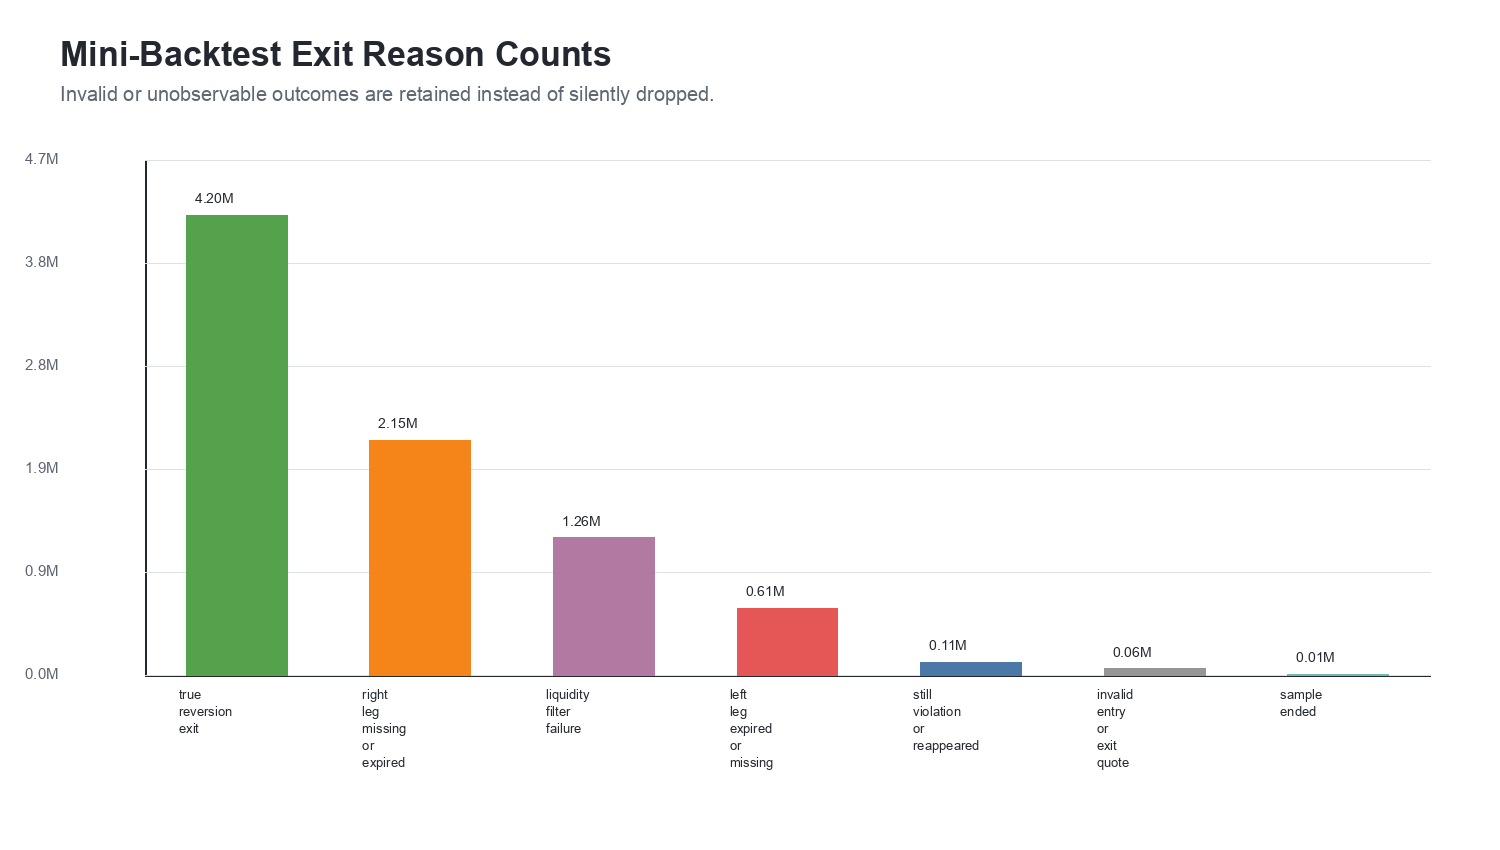 Mini-Backtest Exit Reason Counts
Invalid or unobservable outcomes are retained instead of silently dropped.
4.7M
3.8M
2.8M
1.9M
0.9M
0.0M
4.20M
2.15M
1.26M
0.61M
0.11M
0.06M
0.01M
true
reversion
exit
right
leg
missing
or
expired
liquidity
filter
failure
left
leg
expired
or
missing
still
violation
or
reappeared
invalid
entry
or
exit
quote
sample
ended